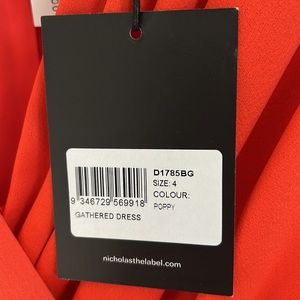 D1785BG
SIZE: 4
COLOUR:
POPPY
9 346729 569918
GATHERED DRESS
nicholasthelabel.com